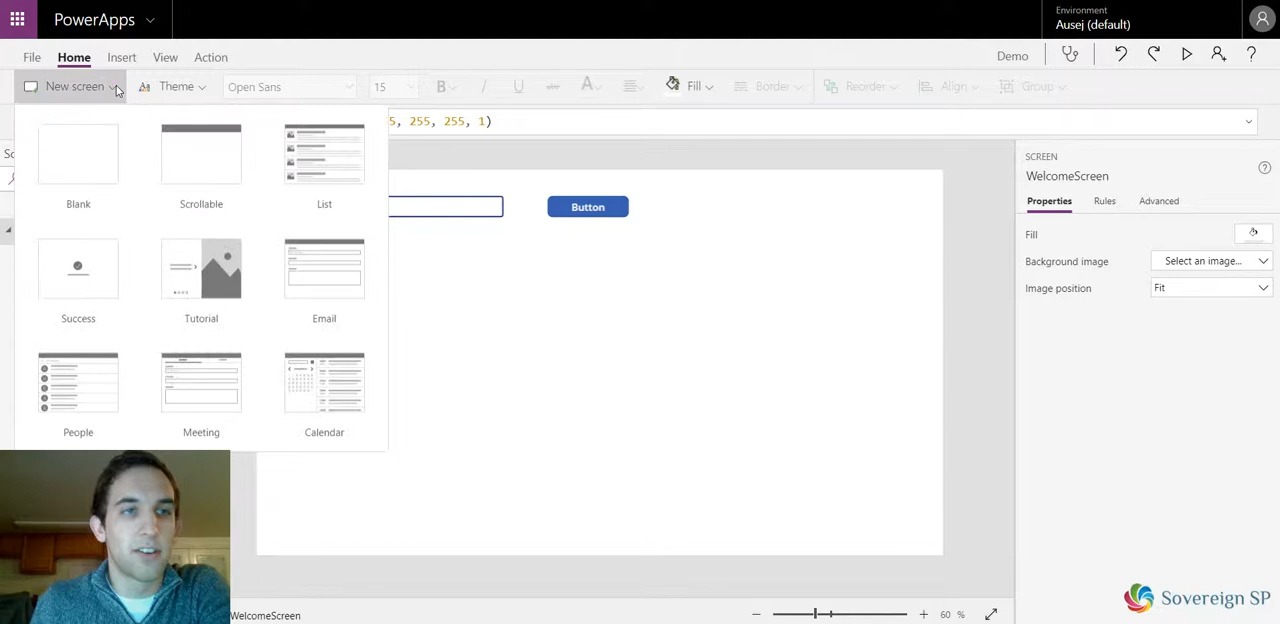 PowerApps
Environment
Ausej (default)
File Home Insert View Action
Demo
New screen Theme Open Sans 15 B / U abc A Fill Border Reorder Align Group
255, 255, 1)
Blank Scrollable List
Success Tutorial Email
People Meeting Calendar
Button
SCREEN
WelcomeScreen
Properties Rules Advanced
Fill
Background image Select an image...
Image position Fit
WelcomeScreen
60 %
Sovereign SP